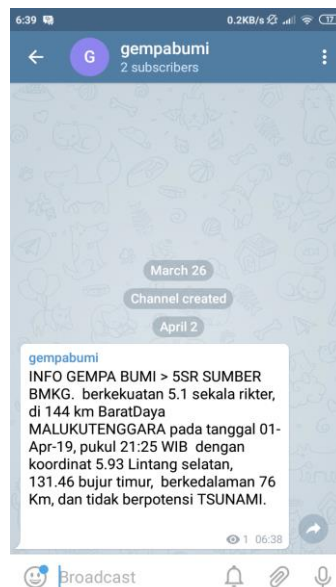 6:39 0.2KB/s 17
G gempabumi
2 subscribers
March 26
Channel created
April 2
gempabumi
INFO GEMPA BUMI > 5SR SUMBER
BMKG. berkekuatan 5.1 sekala rikter,
di 144 km BaratDaya
MALUKUTENGGARA pada tanggal 01-
Apr-19, pukul 21:25 WIB dengan
koordinat 5.93 Lintang selatan,
131.46 bujur timur, berkedalaman 76
Km, dan tidak berpotensi TSUNAMI.
1 06:38
Broadcast